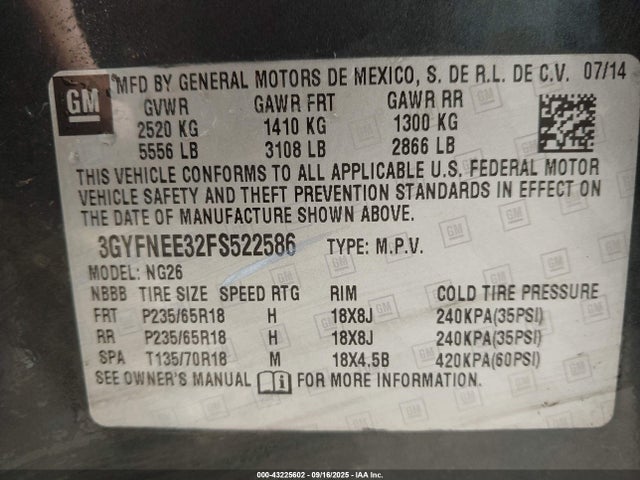 GM
MFD BY GENERAL MOTORS DE MEXICO, S. DE R.L. DE C.V. 07/14
GVWR GAWR FRT GAWR RR
2520 KG 1410 KG 1300 KG
5556 LB 3108 LB 2866 LB
THIS VEHICLE CONFORMS TO ALL APPLICABLE U.S. FEDERAL MOTOR
VEHICLE SAFETY AND THEFT PREVENTION STANDARDS IN EFFECT ON
THE DATE OF MANUFACTURE SHOWN ABOVE.
3GYFNEE32FS522586 TYPE: M.P.V.
MODEL: NG26
NBBB TIRE SIZE SPEED RTG RIM COLD TIRE PRESSURE
FRT P235/65R18 H 18X8J 240KPA(35PSI)
RR P235/65R18 H 18X8J 240KPA(35PSI)
SPA T135/70R18 M 18X4.5B 420KPA(60PSI)
SEE OWNER'S MANUAL FOR MORE INFORMATION.
000-43225602 - 09/16/2025 - Copyright IAA, Inc.